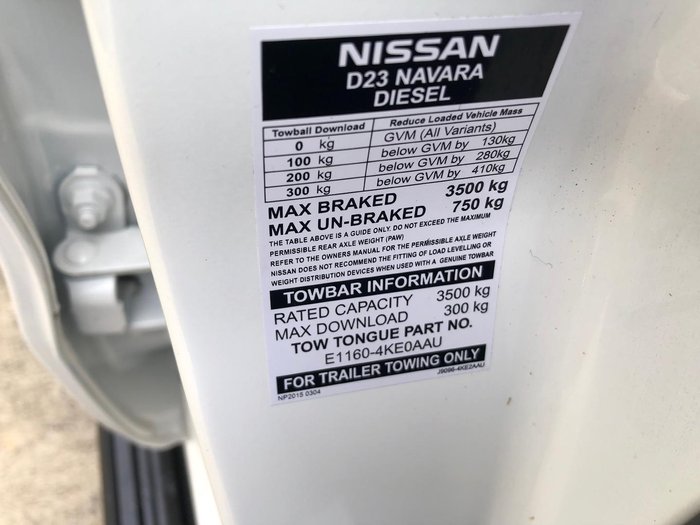 NISSAN
D23 NAVARA
DIESEL
Towball Download Reduce Loaded Vehicle Mass
0 kg GVM (All Variants)
100 kg below GVM by 130kg
200 kg below GVM by 280kg
300 kg below GVM by 410kg
MAX BRAKED 3500 kg
MAX UN-BRAKED 750 kg
THE TABLE ABOVE IS A GUIDE ONLY. DO NOT EXCEED THE MAXIMUM
PERMISSIBLE REAR AXLE WEIGHT (PAW)
REFER TO THE OWNERS MANUAL FOR THE PERMISSIBLE AXLE WEIGHT
NISSAN DOES NOT RECOMMEND THE FITTING OF LOAD LEVELLING OR
WEIGHT DISTRIBUTION DEVICES WHEN USED WITH A GENUINE TOWBAR
TOWBAR INFORMATION
RATED CAPACITY 3500 kg
MAX DOWNLOAD 300 kg
TOW TONGUE PART NO.
E1160-4KE0AAU
FOR TRAILER TOWING ONLY
NP2015 0304 J9096-4KE2AAU